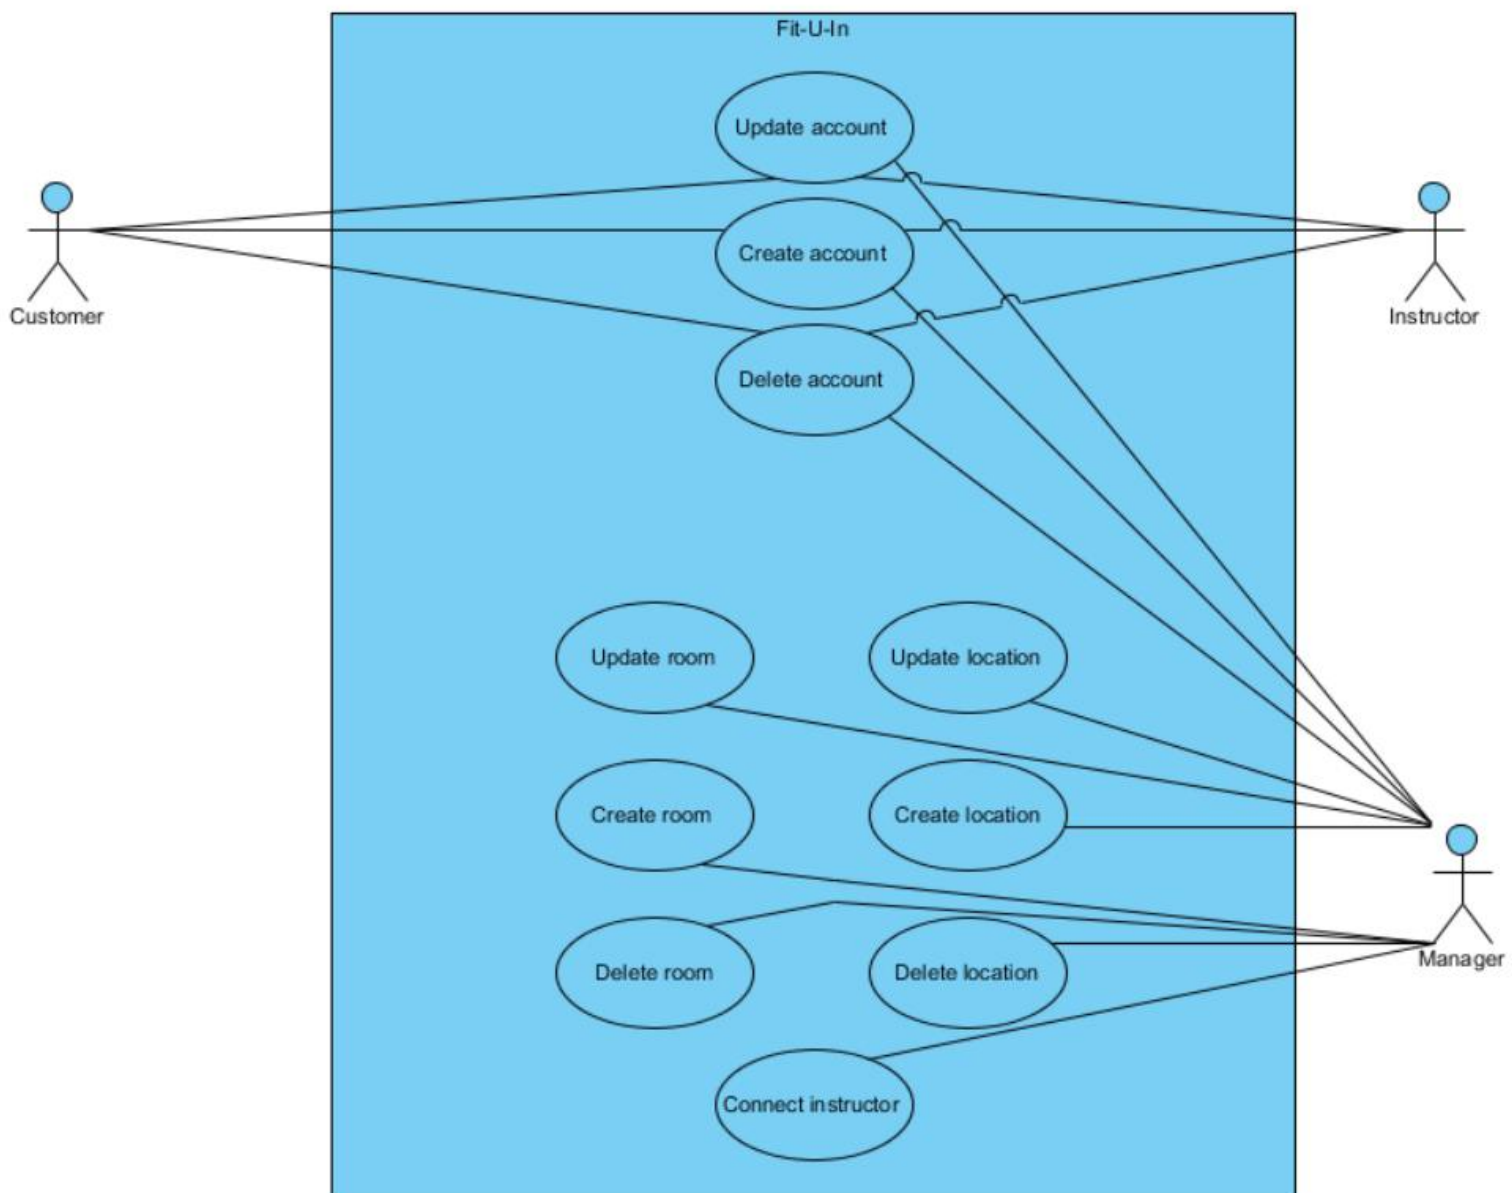 Fit-U-In
Update account
Create account
Customer
Instructor
Delete account
Update room
Update location
Create room
Create location
Manager
Delete room
Delete location
Connect instructor